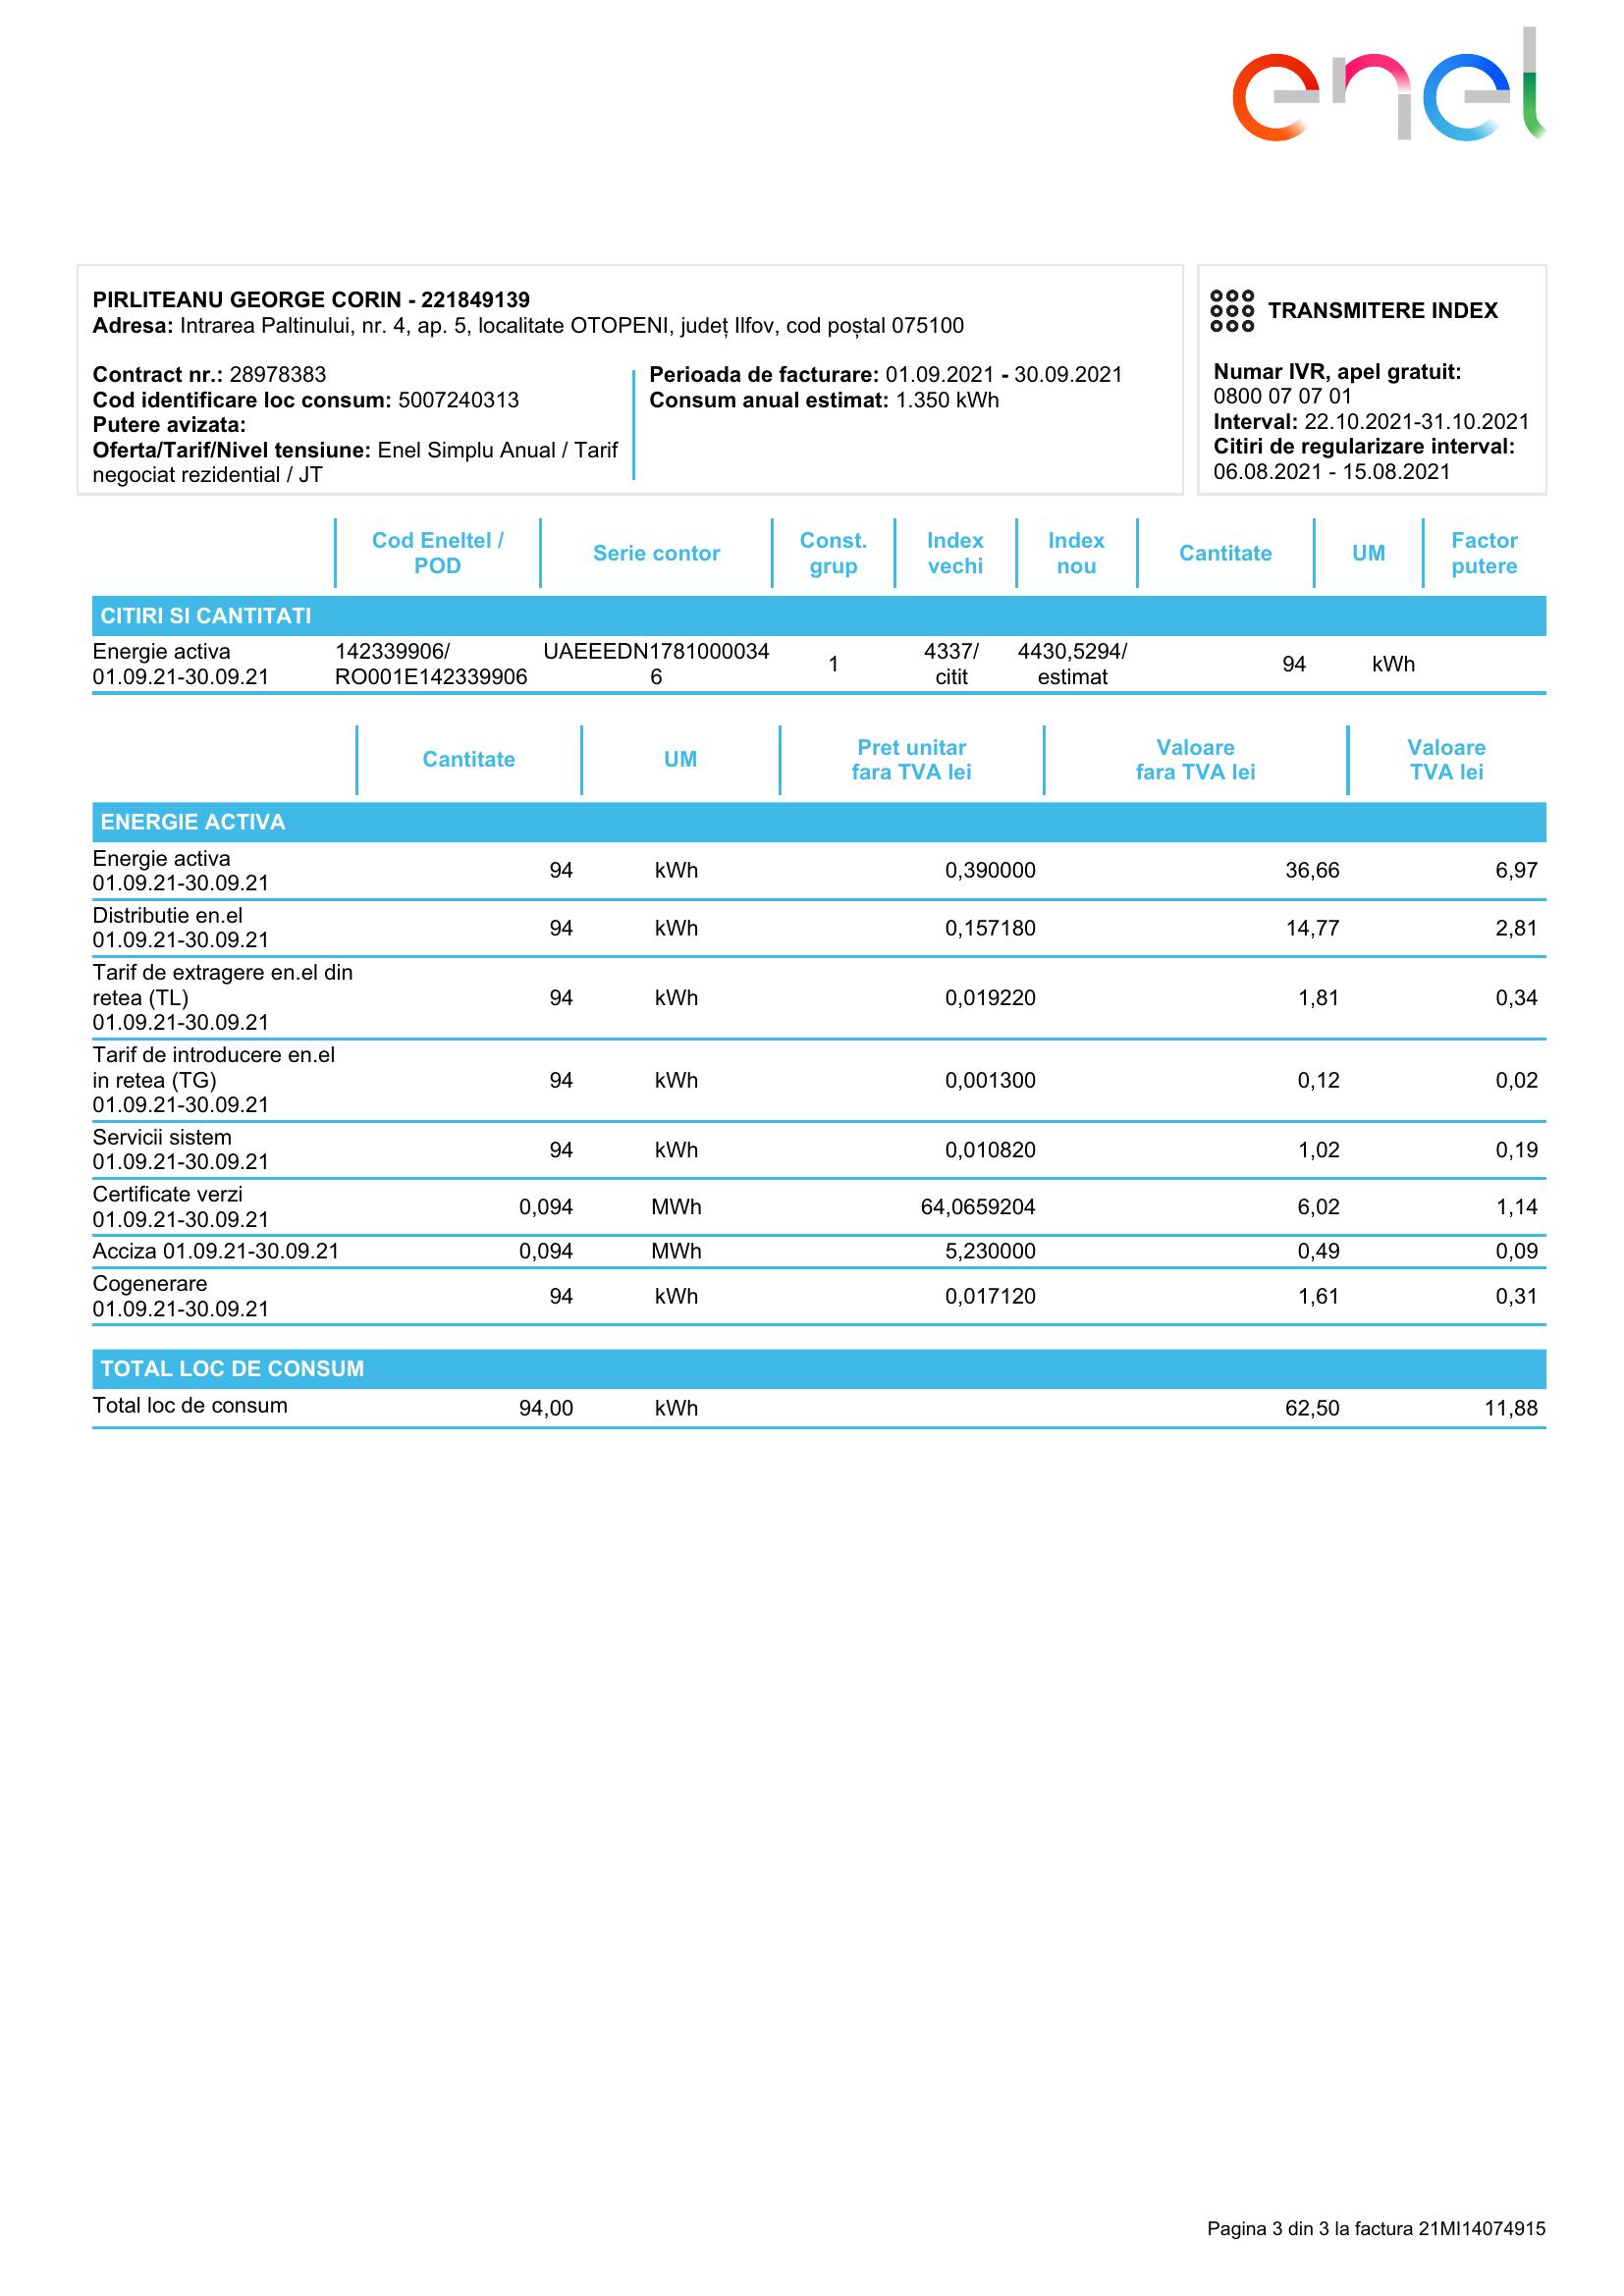 enel
PIRLITEANU GEORGE CORIN - 221849139
Adresa: Intrarea Paltinului, nr. 4, ap. 5, localitate OTOPENI, județ Ilfov, cod poștal 075100
Contract nr.: 28978383
Cod identificare loc consum: 5007240313
Putere avizata:
Oferta/Tarif/Nivel tensiune: Enel Simplu Anual / Tarif
negociat rezidential / JT
Perioada de facturare: 01.09.2021 - 30.09.2021
Consum anual estimat: 1.350 kWh
TRANSMITERE INDEX
Numar IVR, apel gratuit:
0800 07 07 01
Interval: 22.10.2021-31.10.2021
Citiri de regularizare interval:
06.08.2021 - 15.08.2021
Cod Eneltel / Serie contor Const. Index Index Cantitate UM Factor
POD grup vechi nou putere
CITIRI SI CANTITATI
Energie activa 142339906/ UAEEEDN1781000034 1 4337/ 4430,5294/ 94 kWh
01.09.21-30.09.21 RO001E142339906 6 citit estimat
Cantitate UM Pret unitar Valoare Valoare
fara TVA lei fara TVA lei TVA lei
ENERGIE ACTIVA
Energie activa
01.09.21-30.09.21 94 kWh 0,390000 36,66 6,97
Distributie en.el
01.09.21-30.09.21 94 kWh 0,157180 14,77 2,81
Tarif de extragere en.el din
retea (TL) 94 kWh 0,019220 1,81 0,34
01.09.21-30.09.21
Tarif de introducere en.el
in retea (TG) 94 kWh 0,001300 0,12 0,02
01.09.21-30.09.21
Servicii sistem
01.09.21-30.09.21 94 kWh 0,010820 1,02 0,19
Certificate verzi
01.09.21-30.09.21 0,094 MWh 64,0659204 6,02 1,14
Acciza 01.09.21-30.09.21 0,094 MWh 5,230000 0,49 0,09
Cogenerare
01.09.21-30.09.21 94 kWh 0,017120 1,61 0,31
TOTAL LOC DE CONSUM
Total loc de consum 94,00 kWh 62,50 11,88
Pagina 3 din 3 la factura 21MI14074915